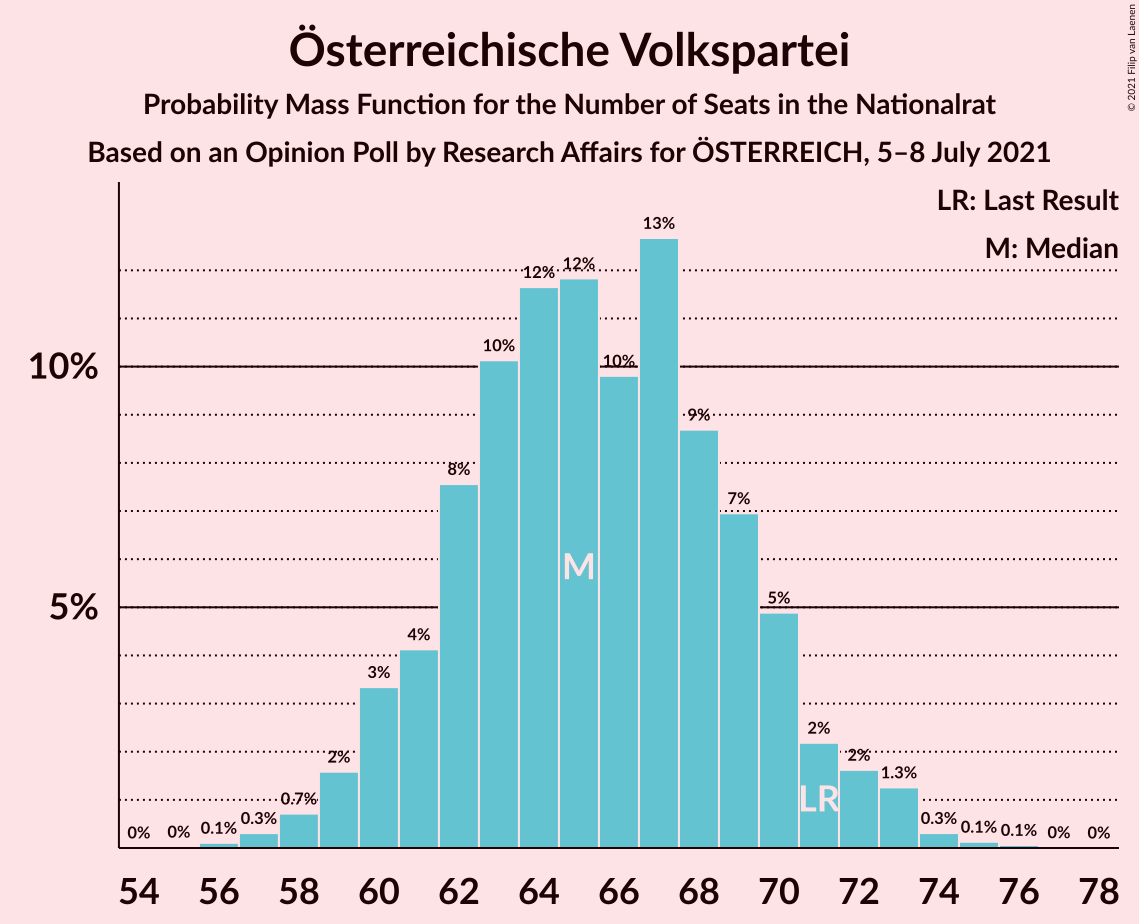 Österreichische Volkspartei
Probability Mass Function for the Number of Seats in the Nationalrat
Based on an Opinion Poll by Research Affairs for ÖSTERREICH, 5–8 July 2021
© 2021 Filip van Laenen
LR: Last Result
M: Median
10%
5%
0% 0% 0.1% 0.3% 0.7% 2% 3% 4% 8% 10% 12% 12% 10% 13% 9% 7% 5% 2% 2% 1.3% 0.3% 0.1% 0.1% 0% 0%
M
LR
54 56 58 60 62 64 66 68 70 72 74 76 78